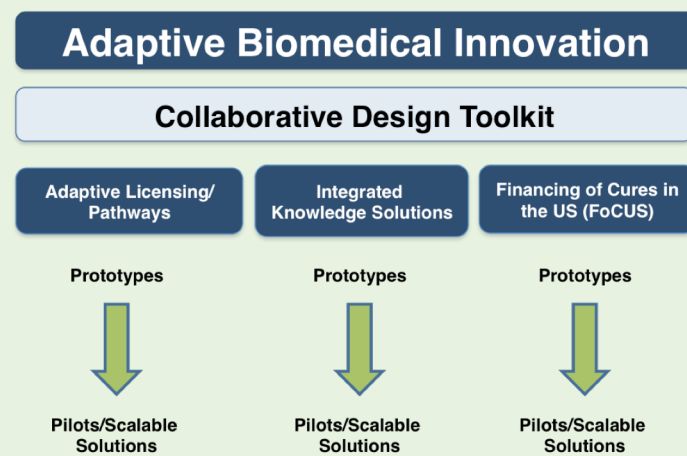 Adaptive Biomedical Innovation
Collaborative Design Toolkit
Adaptive Licensing/
Pathways
Integrated
Knowledge Solutions
Financing of Cures in
the US (FoCUS)
Prototypes
Prototypes
Prototypes
Pilots/Scalable
Solutions
Pilots/Scalable
Solutions
Pilots/Scalable
Solutions